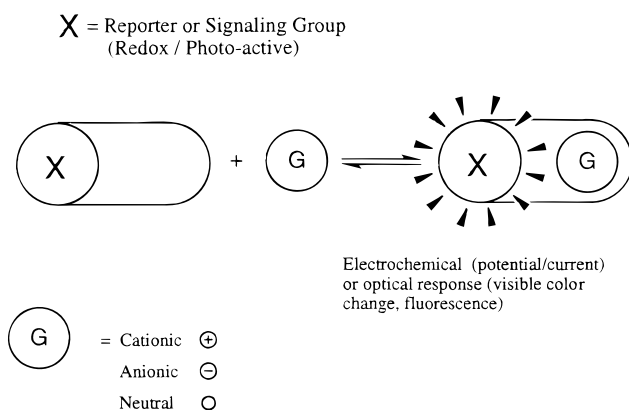 X = Reporter or Signaling Group
(Redox / Photo-active)
X + G X G
Electrochemical (potential/current)
or optical response (visible color
change, fluorescence)
G = Cationic +
Anionic −
Neutral